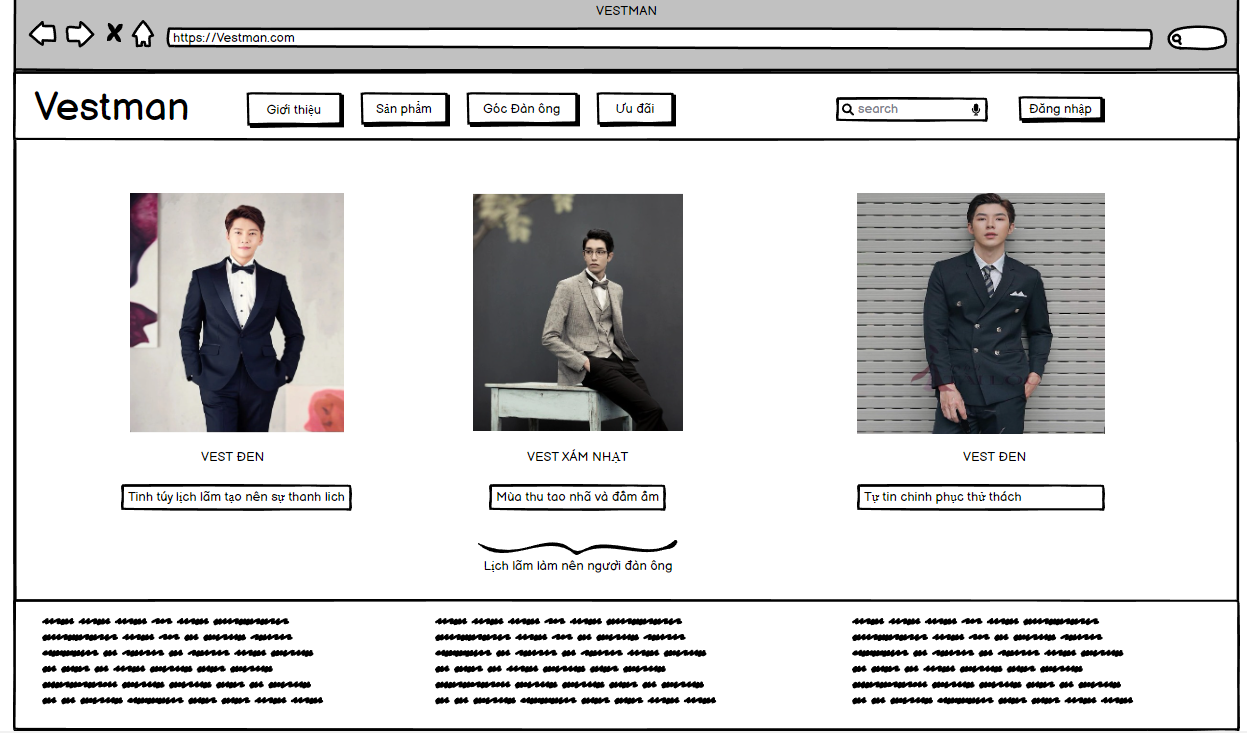 VESTMAN
https://Vestman.com
Vestman
Giới thiệu
Sản phẩm
Góc Đàn ông
Ưu đãi
search
Đăng nhập
VEST ĐEN
VEST XÁM NHẠT
VEST ĐEN
Tinh túy lịch lãm tạo nên sự thanh lich
Mùa thu tao nhã và đầm ấm
Tự tin chinh phục thử thách
Lịch lãm làm nên người đàn ông